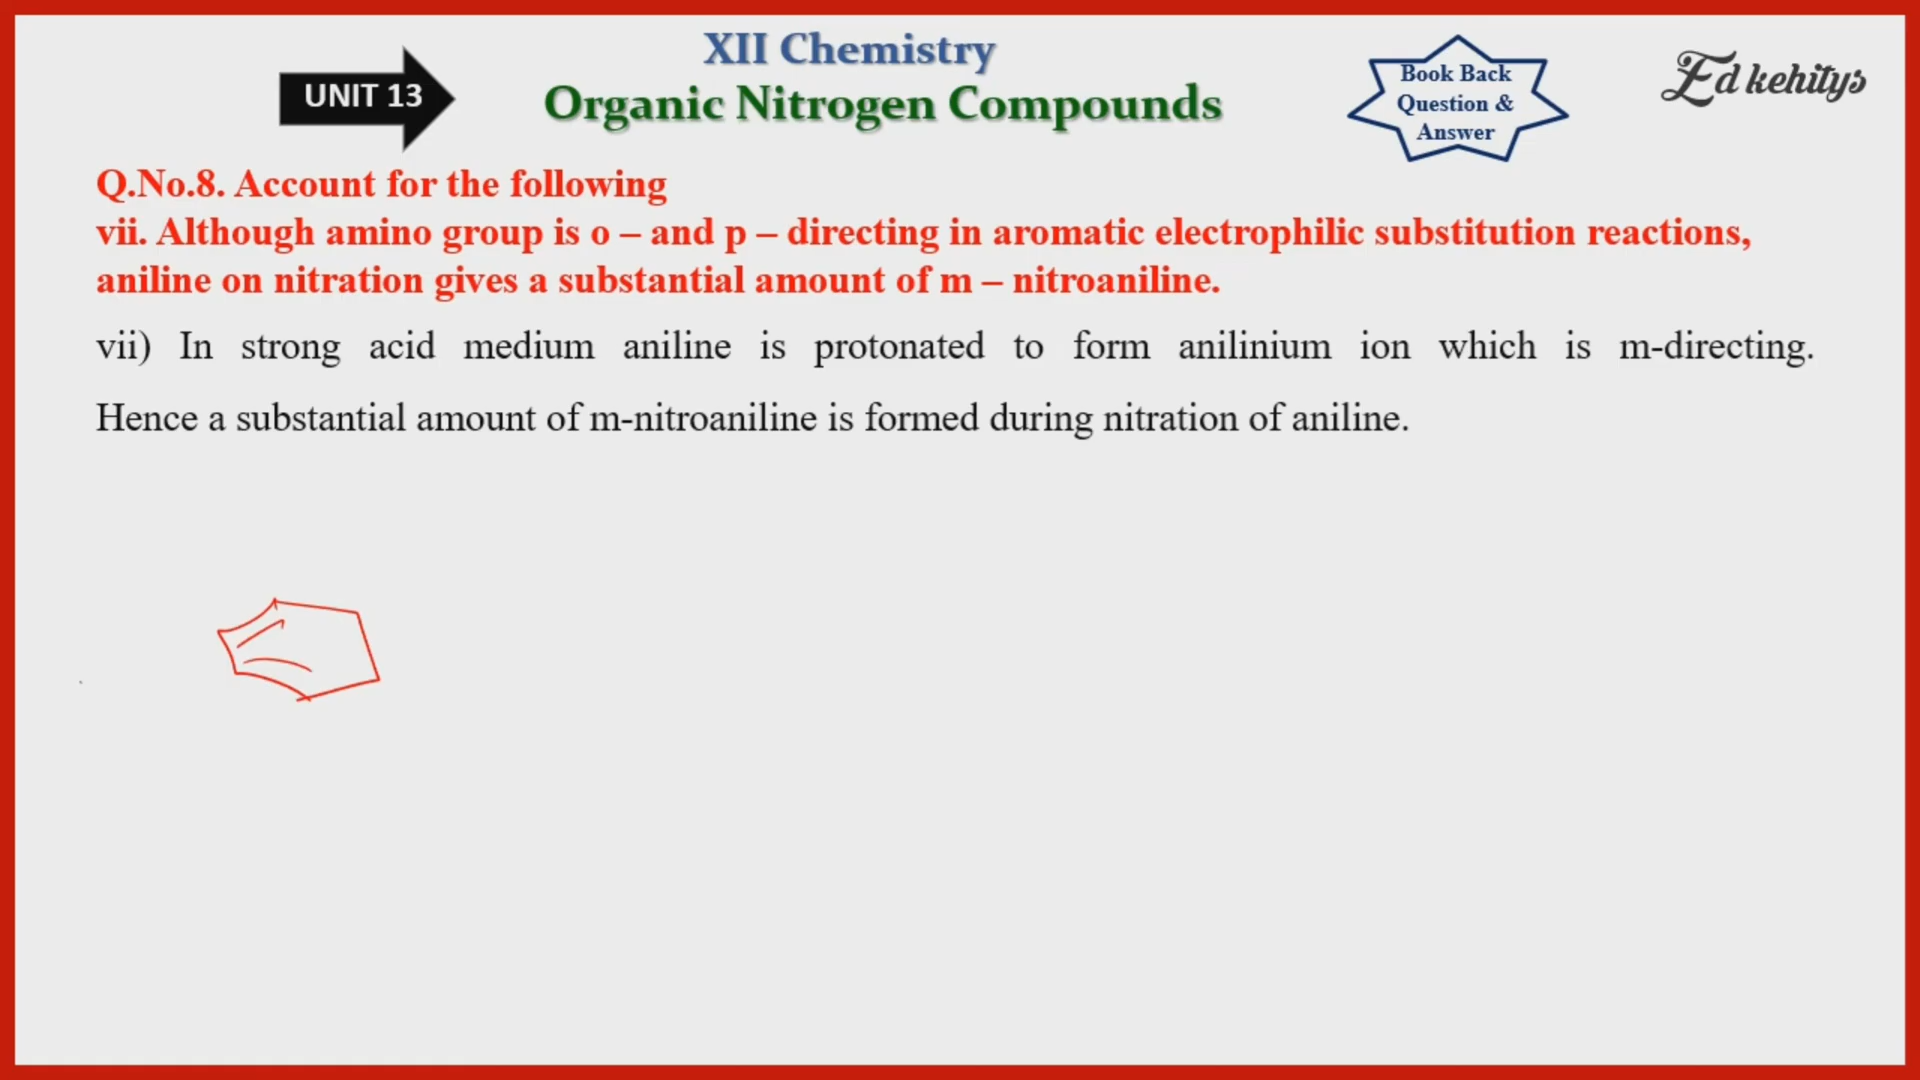 XII Chemistry
UNIT 13
Organic Nitrogen Compounds
Book Back
Question &
Answer
Ed kehitys
Q.No.8. Account for the following
vii. Although amino group is o – and p – directing in aromatic electrophilic substitution reactions,
aniline on nitration gives a substantial amount of m – nitroaniline.
vii) In strong acid medium aniline is protonated to form anilinium ion which is m-directing.
Hence a substantial amount of m-nitroaniline is formed during nitration of aniline.